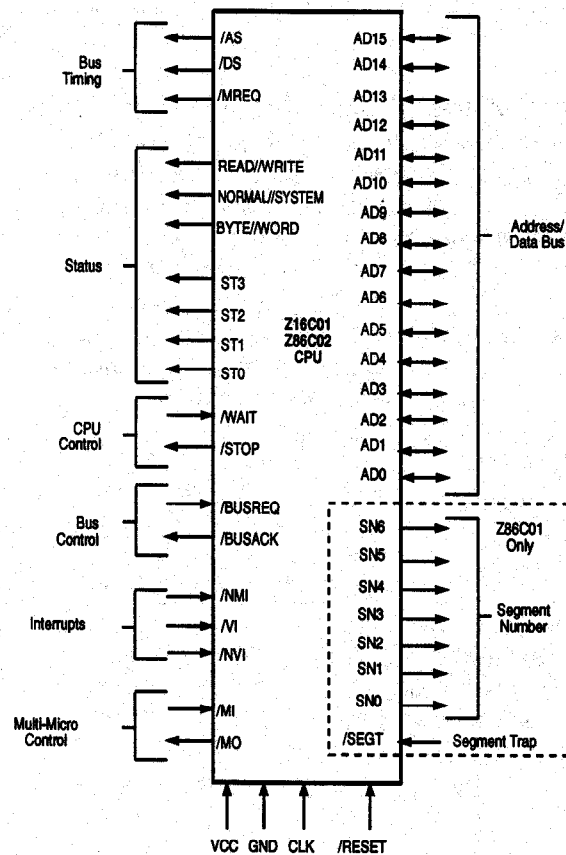 Bus
Timing
/AS
/DS
/MREQ
Status
READ//WRITE
NORMAL//SYSTEM
BYTE//WORD
ST3
ST2
ST1
ST0
CPU
Control
/WAIT
/STOP
Bus
Control
/BUSREQ
/BUSACK
Interrupts
/NMI
/VI
/NVI
Multi-Micro
Control
/MI
/MO
Z16C01
Z86C02
CPU
AD15
AD14
AD13
AD12
AD11
AD10
AD9
AD8
AD7
AD6
AD5
AD4
AD3
AD2
AD1
AD0
Address/
Data Bus
SN6
SN5
SN4
SN3
SN2
SN1
SN0
/SEGT
Z86C01
Only
Segment
Number
Segment Trap
VCC GND CLK /RESET